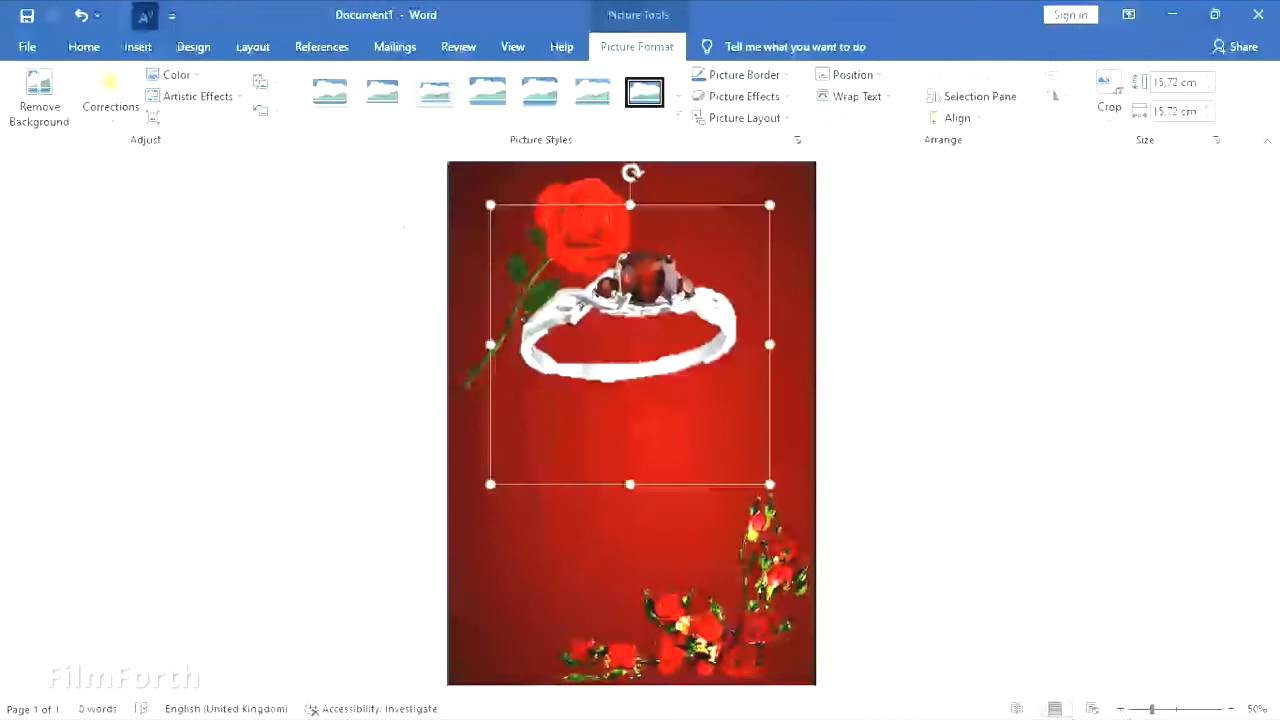 Document1 - Word
Picture Tools
Sign in
File Home Insert Design Layout References Mailings Review View Help Picture Format Tell me what you want to do Share
Remove Background
Corrections
Color
Artistic Effects
Adjust
Picture Styles
Picture Border
Picture Effects
Picture Layout
Position
Wrap Text
Selection Pane
Align
Arrange
Crop
15,72 cm
15,72 cm
Size
FilmForth
Page 1 of 1 0 words English (United Kingdom) Accessibility: Investigate 50%